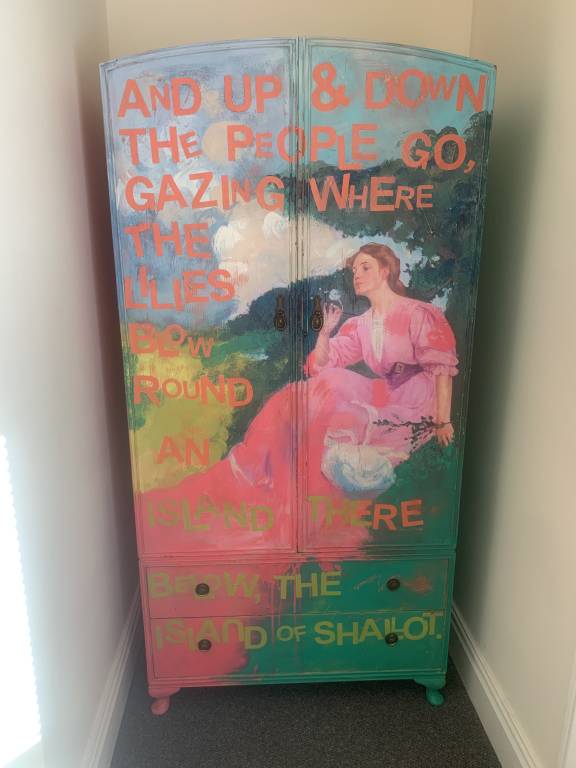 AND UP & DOWN
THE PEOPLE GO,
GAZING WHERE
THE
LILIES
BLOW
ROUND
AN
ISLAND THERE
BELOW, THE
ISLAND OF SHALLOT.